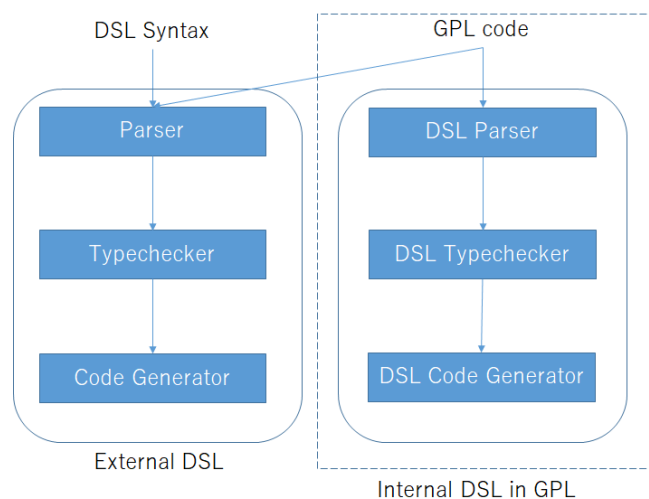 DSL Syntax
GPL code
Parser
DSL Parser
Typechecker
DSL Typechecker
Code Generator
DSL Code Generator
External DSL
Internal DSL in GPL